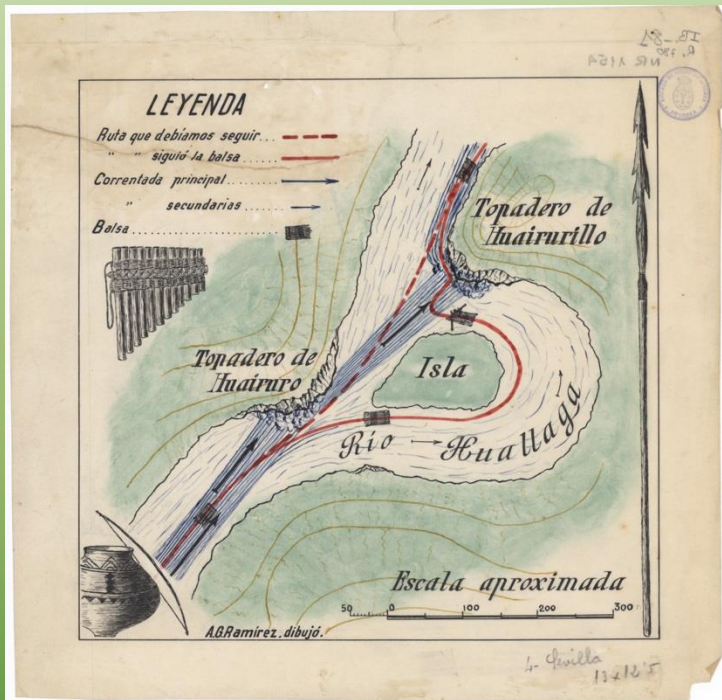 LEYENDA
Ruta que debíamos seguir...
" " siguió la balsa ......
Correntada principal ........
" secundarias ...
Balsa ................
Topadero de
Huairurillo
Topadero de
Huairuro
Isla
Río Huallaga
Escala aproximada
50 0 100 200 300
A.G.Ramírez, dibujó.
4- Sevilla
13 x 12'5